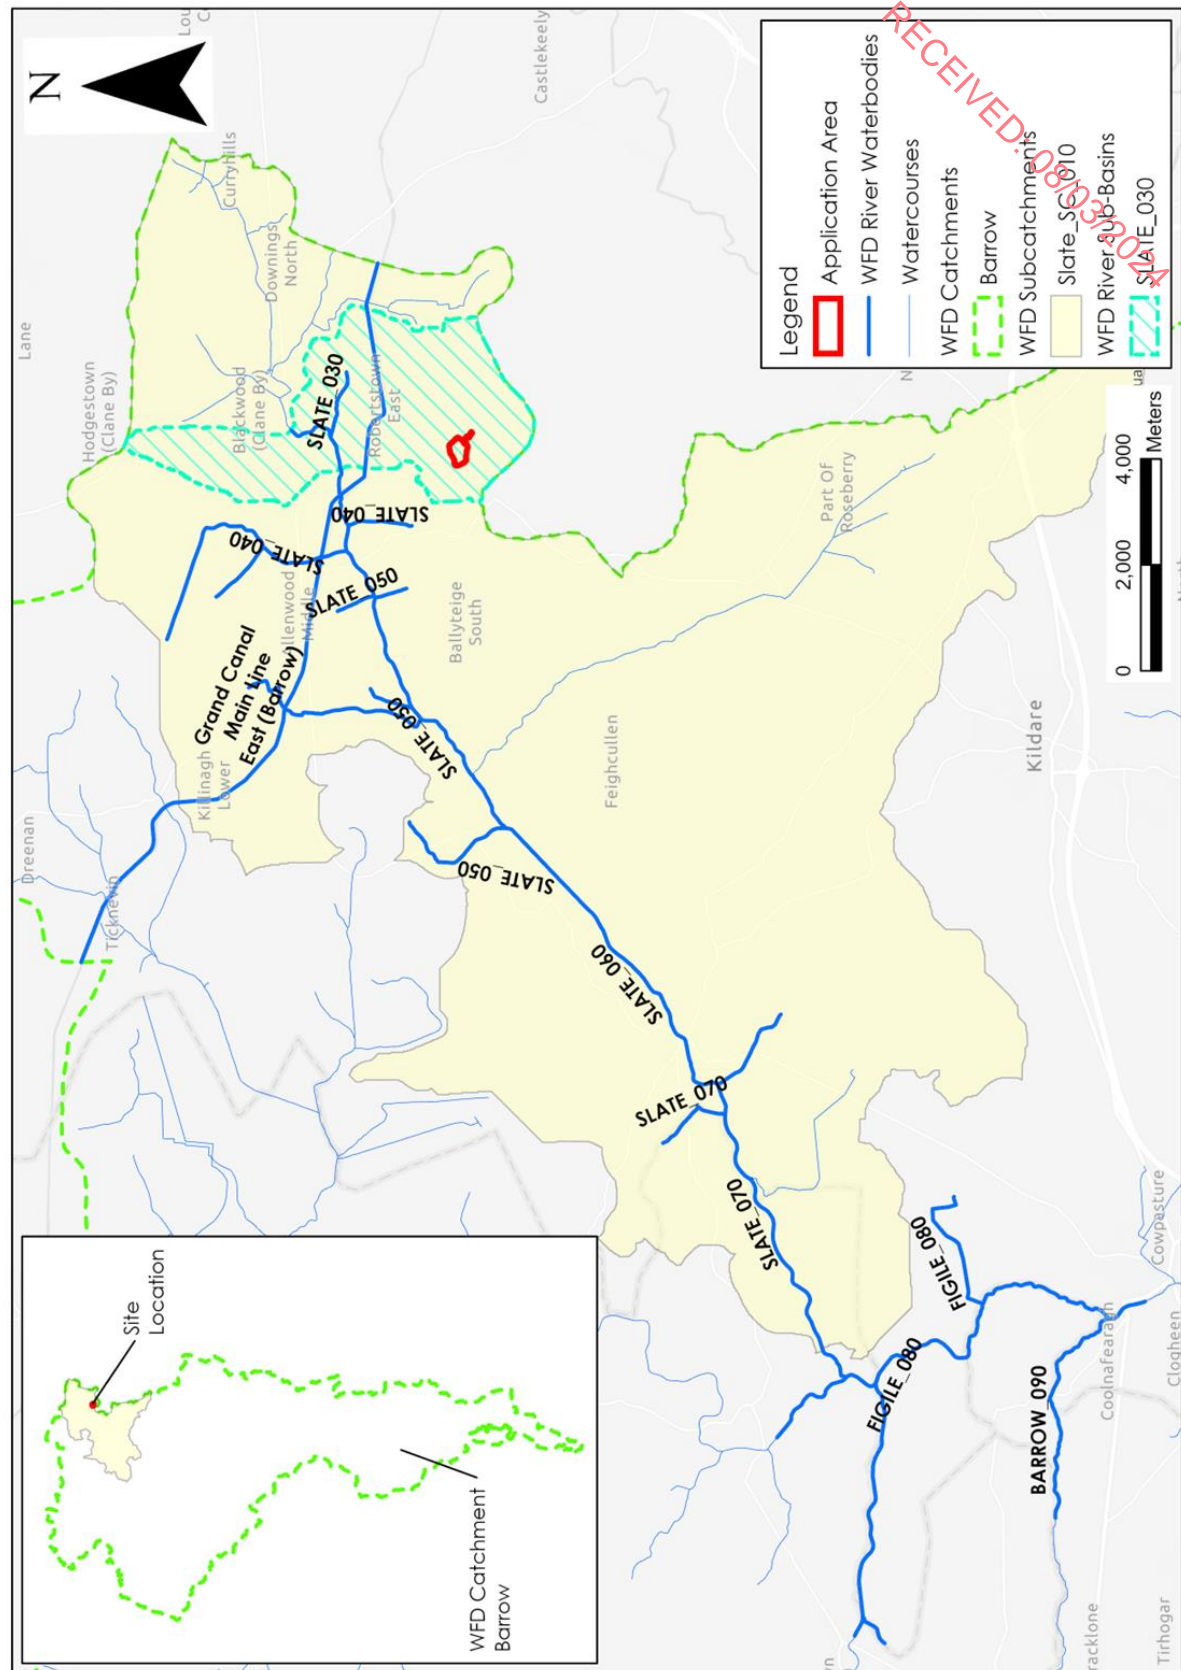 N
Lane
Castlekeely
Curryhills
Hodgestown
(Clane By)
Downings
North
Blackwood
(Clane By)
SLATE_030
Robertstown
East
SLATE_040
SLATE_040
SLATE_050
Allenwood
Middle
Grand Canal
Main Line
East (Barrow)
Killinagh
Lower
Ballyteige
South
Dreenan
Ticknevin
SLATE_050
SLATE_050
Feighcullen
Part Of
Roseberry
SLATE_060
SLATE_070
SLATE_070
Kildare
FIGILE_080
FIGILE_080
BARROW_090
Cowpasture
Coolnafearagh
Clogheen
Tirhogar
Site
Location
WFD Catchment
Barrow
Legend
Application Area
WFD River Waterbodies
Watercourses
WFD Catchments
Barrow
WFD Subcatchments
Slate_SC_010
WFD River Sub-Basins
SLATE_030
0 2,000 4,000
Meters
RECEIVED: 08/03/2024